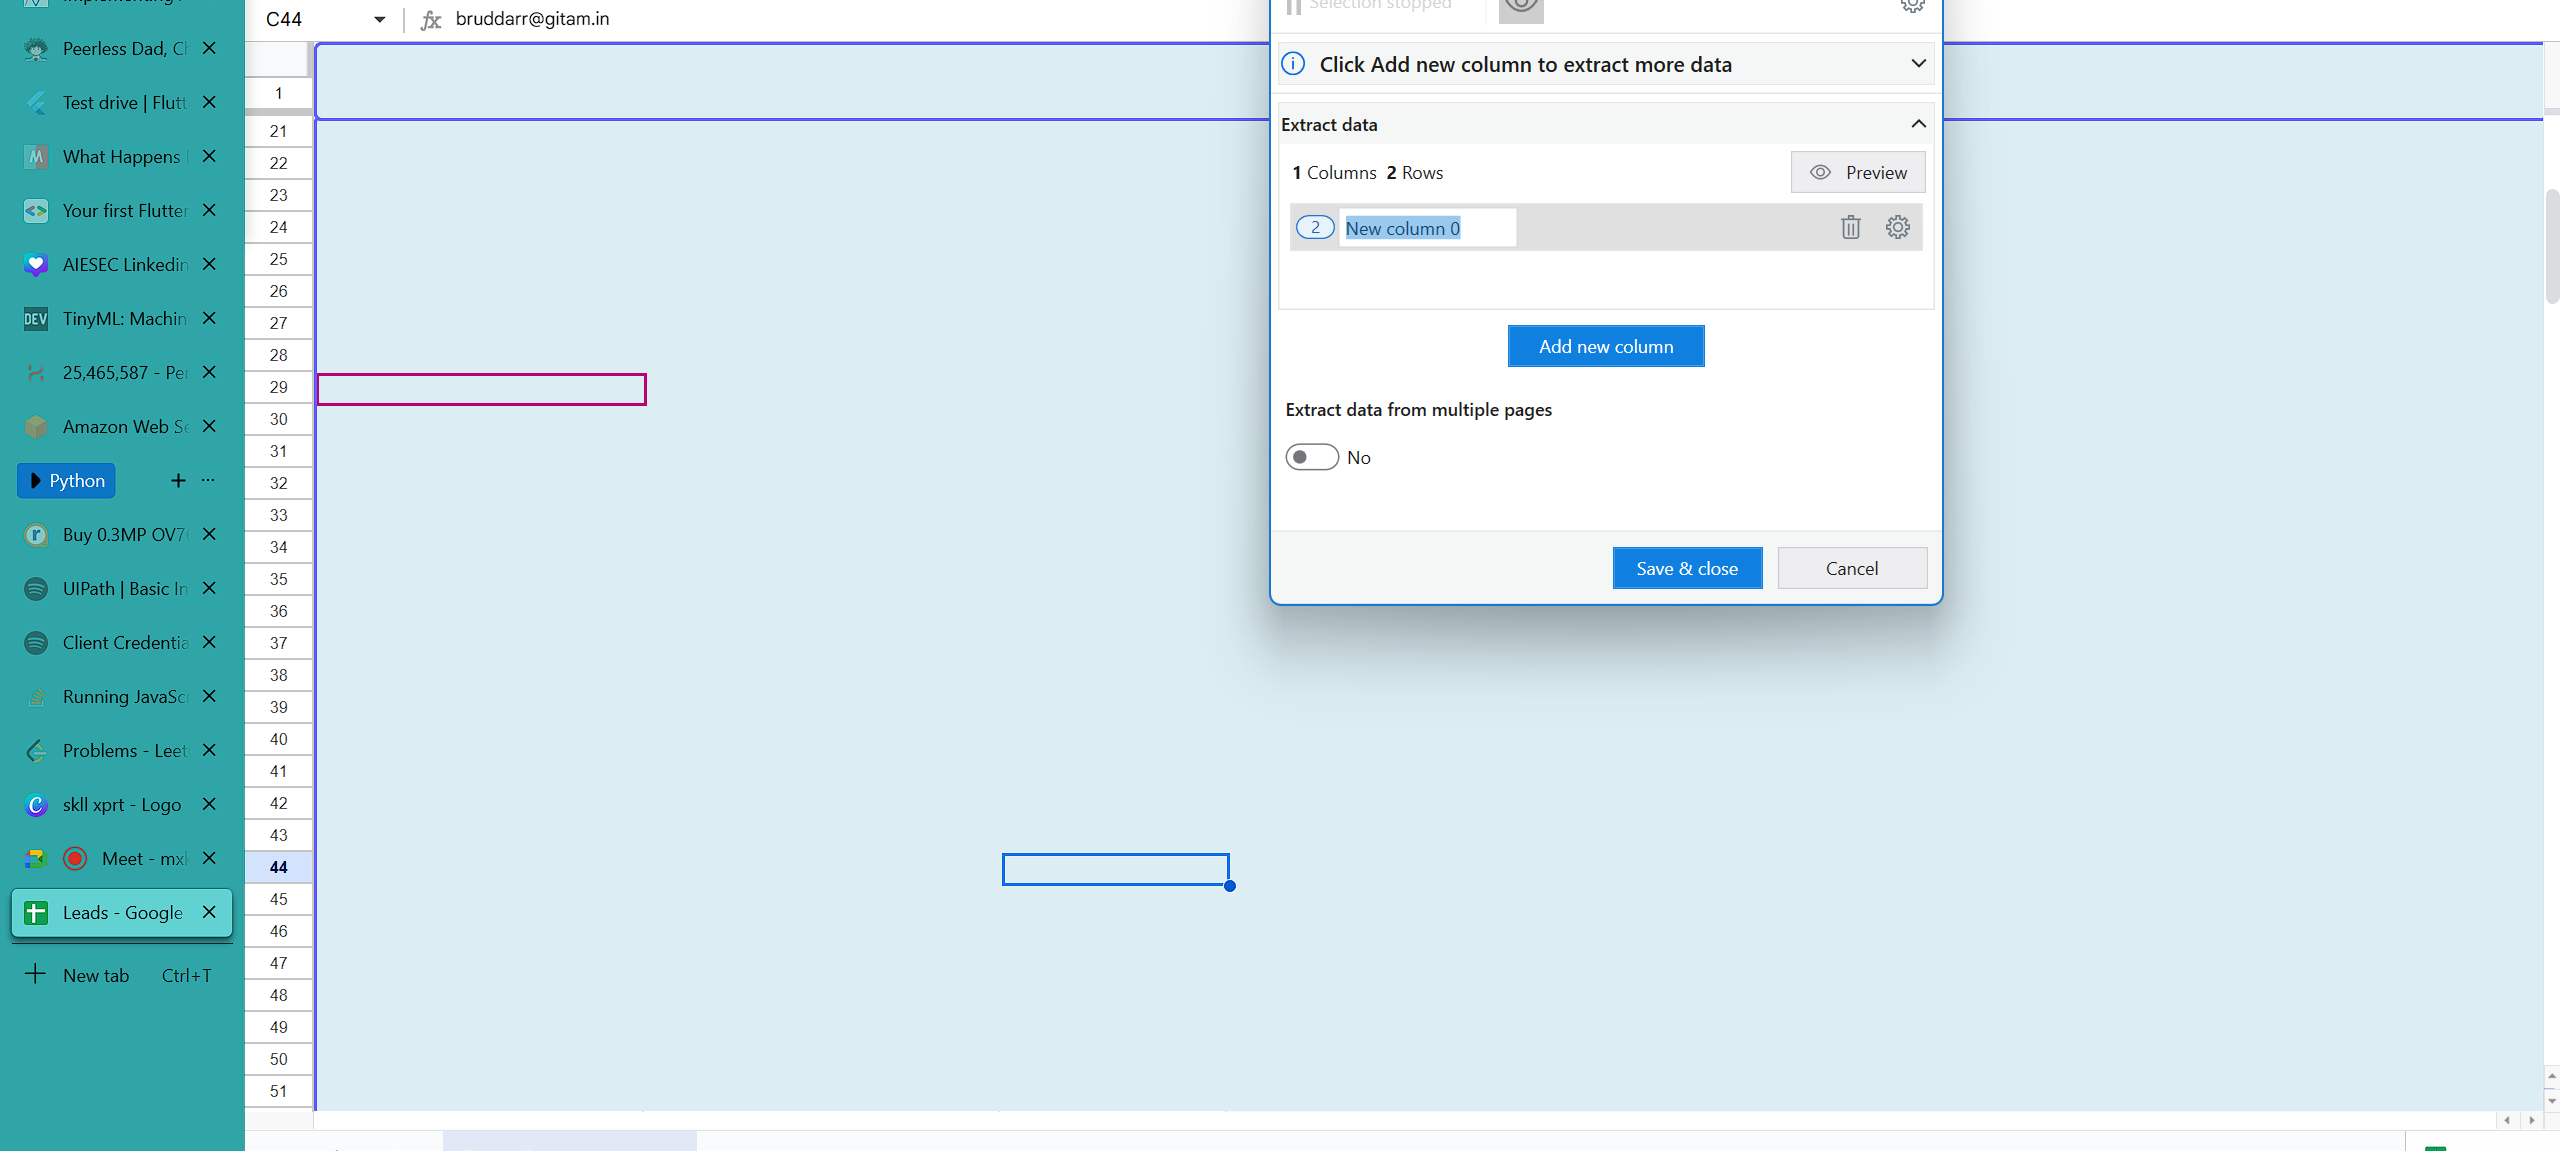 Peerless Dad, Ch
Test drive | Flutt
What Happens
Your first Flutter
AIESEC Linkedin
TinyML: Machin
25,465,587 - Per
Amazon Web Se
Python
Buy 0.3MP OV7
UIPath | Basic In
Client Credentia
Running JavaSc
Problems - Leet
skll xprt - Logo
Meet - mxk
Leads - Google
New tab Ctrl+T
C44
fx bruddarr@gitam.in
1
21
22
23
24
25
26
27
28
29
30
31
32
33
34
35
36
37
38
39
40
41
42
43
44
45
46
47
48
49
50
51
Selection stopped
Click Add new column to extract more data
Extract data
1 Columns 2 Rows
Preview
2 New column 0
Add new column
Extract data from multiple pages
No
Save & close
Cancel